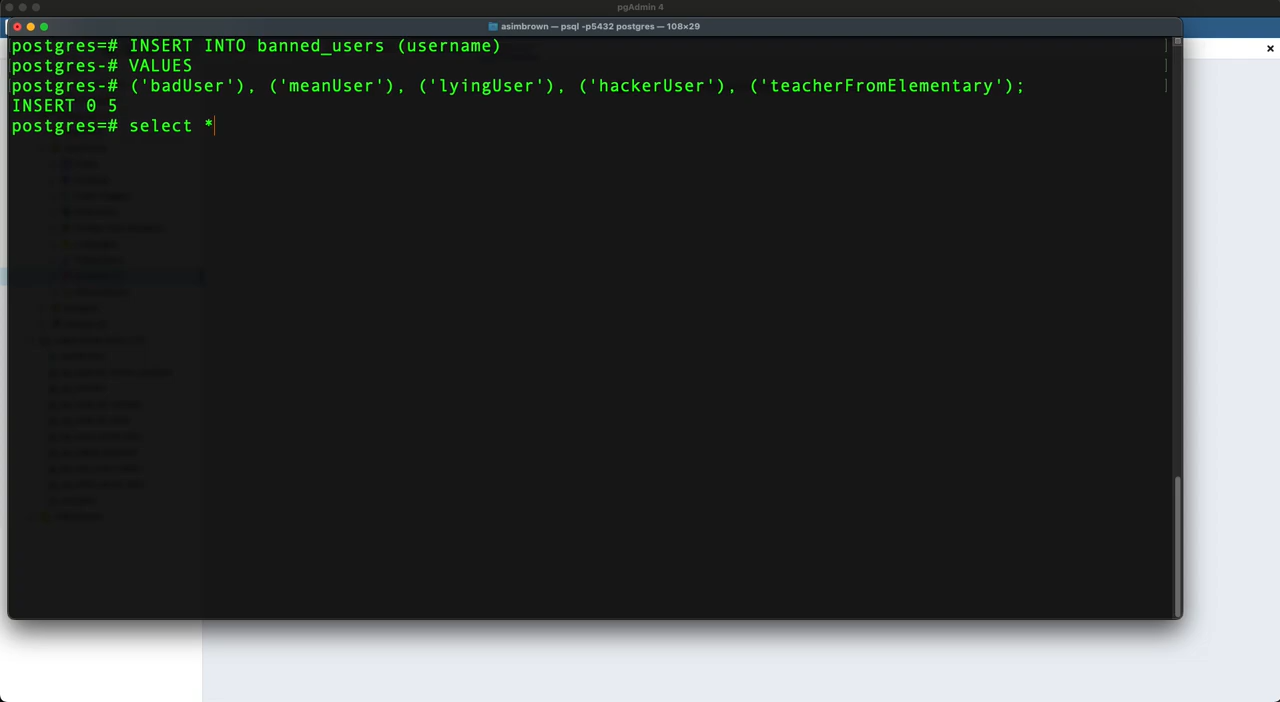 pgAdmin 4
asimbrown — psql -p5432 postgres — 108×29
postgres=# INSERT INTO banned_users (username)
postgres-# VALUES
postgres-# ('badUser'), ('meanUser'), ('lyingUser'), ('hackerUser'), ('teacherFromElementary');
INSERT 0 5
postgres=# select *